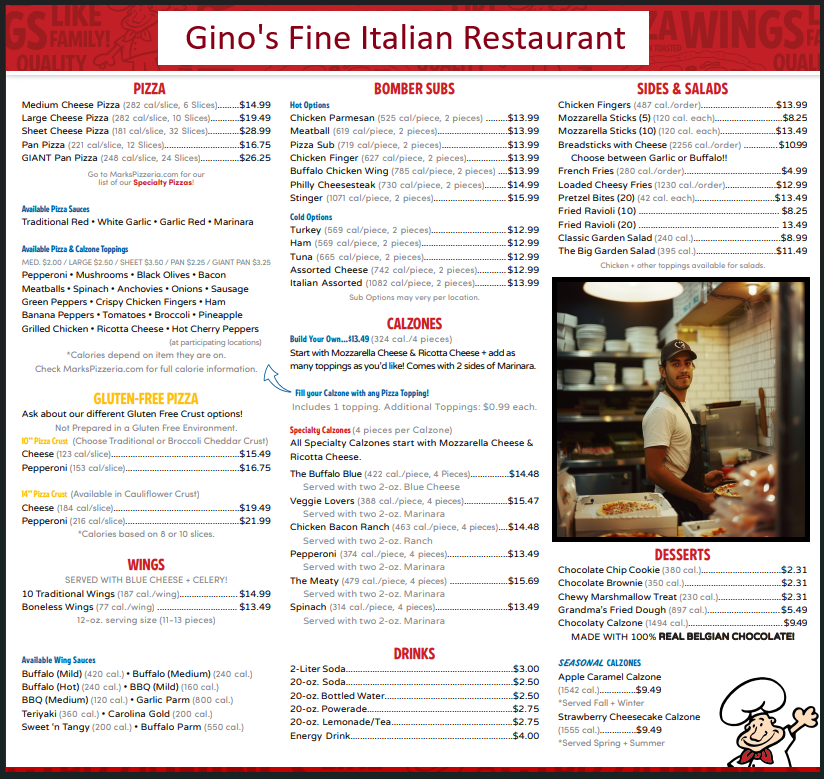 GS LIKE FAMILY! QUALITY
ZA WINGS
LIKE FAMILY! QUALITY
Gino's Fine Italian Restaurant
PIZZA
Medium Cheese Pizza (282 cal/slice, 6 Slices)........$14.99
Large Cheese Pizza (282 cal/slice, 10 Slices)........$19.49
Sheet Cheese Pizza (181 cal/slice, 32 Slices)........$28.99
Pan Pizza (221 cal/slice, 12 Slices)........$16.75
GIANT Pan Pizza (248 cal/slice, 24 Slices)........$26.25
Go to MarksPizzeria.com for our
list of our Specialty Pizzas!
Available Pizza Sauces
Traditional Red • White Garlic • Garlic Red • Marinara
Available Pizza & Calzone Toppings
MED. $2.00 / LARGE $2.50 / SHEET $3.50 / PAN $2.25 / GIANT PAN $3.25
Pepperoni • Mushrooms • Black Olives • Bacon
Meatballs • Spinach • Anchovies • Onions • Sausage
Green Peppers • Crispy Chicken Fingers • Ham
Banana Peppers • Tomatoes • Broccoli • Pineapple
Grilled Chicken • Ricotta Cheese • Hot Cherry Peppers
(at participating locations)
*Calories depend on item they are on.
Check MarksPizzeria.com for full calorie information.
GLUTEN-FREE PIZZA
Ask about our different Gluten Free Crust options!
Not Prepared in a Gluten Free Environment.
10" Pizza Crust (Choose Traditional or Broccoli Cheddar Crust)
Cheese (123 cal/slice)........$15.49
Pepperoni (153 cal/slice)........$16.75
14" Pizza Crust (Available in Cauliflower Crust)
Cheese (184 cal/slice)........$19.49
Pepperoni (216 cal/slice)........$21.99
*Calories based on 8 or 10 slices.
WINGS
SERVED WITH BLUE CHEESE + CELERY!
10 Traditional Wings (187 cal./wing)........$14.99
Boneless Wings (77 cal./wing) ........$13.49
12-oz. serving size (11-13 pieces)
Available Wing Sauces
Buffalo (Mild) (420 cal.) • Buffalo (Medium) (240 cal.)
Buffalo (Hot) (240 cal.) • BBQ (Mild) (160 cal.)
BBQ (Medium) (120 cal.) • Garlic Parm (800 cal.)
Teriyaki (360 cal.) • Carolina Gold (200 cal.)
Sweet 'n Tangy (200 cal.) • Buffalo Parm (550 cal.)
BOMBER SUBS
Hot Options
Chicken Parmesan (525 cal/piece, 2 pieces) ........$13.99
Meatball (619 cal/piece, 2 pieces)........$13.99
Pizza Sub (719 cal/piece, 2 pieces)........$13.99
Chicken Finger (627 cal/piece, 2 pieces)........$13.99
Buffalo Chicken Wing (785 cal/piece, 2 pieces)........$13.99
Philly Cheesesteak (730 cal/piece, 2 pieces)........$14.99
Stinger (1071 cal/piece, 2 pieces)........$15.99
Cold Options
Turkey (569 cal/piece, 2 pieces)........$12.99
Ham (569 cal/piece, 2 pieces)........$12.99
Tuna (665 cal/piece, 2 pieces)........$12.99
Assorted Cheese (742 cal/piece, 2 pieces)........$12.99
Italian Assorted (1082 cal/piece, 2 pieces)........$13.99
Sub Options may very per location.
CALZONES
Build Your Own...$13.49 (324 cal./4 pieces)
Start with Mozzarella Cheese & Ricotta Cheese + add as
many toppings as you'd like! Comes with 2 sides of Marinara.
Fill your Calzone with any Pizza Topping!
Includes 1 topping. Additional Toppings: $0.99 each.
Specialty Calzones (4 pieces per Calzone)
All Specialty Calzones start with Mozzarella Cheese &
Ricotta Cheese.
The Buffalo Blue (422 cal./piece, 4 Pieces)........$14.48
Served with two 2-oz. Blue Cheese
Veggie Lovers (388 cal./piece, 4 pieces)........$15.47
Served with two 2-oz. Marinara
Chicken Bacon Ranch (463 cal./piece, 4 pieces)....$14.48
Served with two 2-oz. Ranch
Pepperoni (374 cal./piece, 4 pieces)........$13.49
Served with two 2-oz. Marinara
The Meaty (479 cal./piece, 4 pieces) ........$15.69
Served with two 2-oz. Marinara
Spinach (314 cal./piece, 4 pieces)........$13.49
Served with two 2-oz. Marinara
DRINKS
2-Liter Soda........$3.00
20-oz. Soda........$2.50
20-oz. Bottled Water........$2.50
20-oz. Powerade........$2.75
20-oz. Lemonade/Tea........$2.75
Energy Drink........$4.00
SIDES & SALADS
Chicken Fingers (487 cal./order)........$13.99
Mozzarella Sticks (5) (120 cal. each)........$8.25
Mozzarella Sticks (10) (120 cal. each)........$13.49
Breadsticks with Cheese (2256 cal./order) ........$10.99
Choose between Garlic or Buffalo!!
French Fries (280 cal./order)........$4.99
Loaded Cheesy Fries (1230 cal./order)........$12.99
Pretzel Bites (20) (42 cal. each)........$13.49
Fried Ravioli (10) ........$8.25
Fried Ravioli (20) ........ 13.49
Classic Garden Salad (240 cal.)........$8.99
The Big Garden Salad (395 cal.)........$11.49
Chicken + other toppings available for salads.
DESSERTS
Chocolate Chip Cookie (380 cal.)........$2.31
Chocolate Brownie (350 cal.)........$2.31
Chewy Marshmallow Treat (230 cal.)........$2.31
Grandma's Fried Dough (897 cal.)........$5.49
Chocolaty Calzone (1494 cal.)........$9.49
MADE WITH 100% REAL BELGIAN CHOCOLATE!
SEASONAL CALZONES
Apple Caramel Calzone
(1542 cal.)........$9.49
*Served Fall + Winter
Strawberry Cheesecake Calzone
(1555 cal.)........$9.49
*Served Spring + Summer